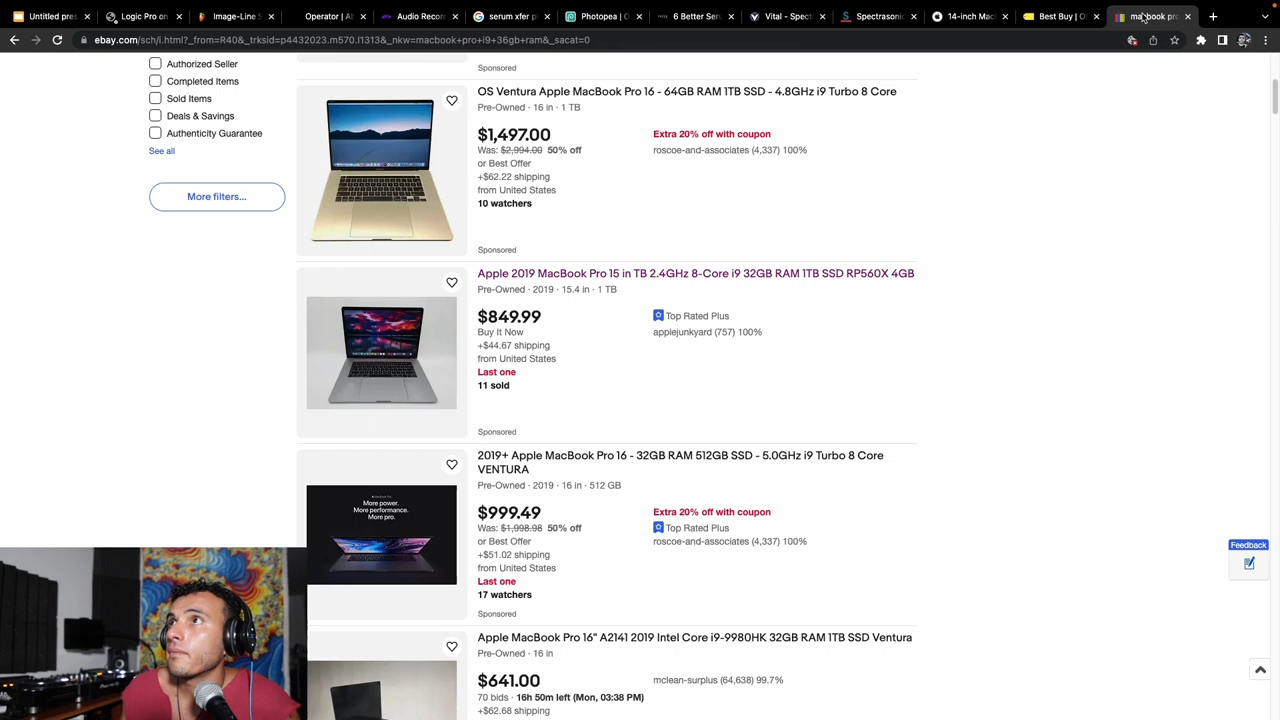 Untitled pres
Logic Pro on
Image-Line S
Operator | Al
Audio Record
serum xfer p
Photopea | O
6 Better Seru
Vital - Spect
Spectrasonic
14-inch Mac
Best Buy | Of
macbook pro
ebay.com/sch/i.html?_from=R40&_trksid=p4432023.m570.l1313&_nkw=macbook+pro+i9+36gb+ram&_sacat=0
Authorized Seller
Completed Items
Sold Items
Deals & Savings
Authenticity Guarantee
See all
More filters...
Sponsored
OS Ventura Apple MacBook Pro 16 - 64GB RAM 1TB SSD - 4.8GHz i9 Turbo 8 Core
Pre-Owned · 16 in · 1 TB
$1,497.00
Was: $2,994.00 50% off
or Best Offer
+$62.22 shipping
from United States
10 watchers
Extra 20% off with coupon
roscoe-and-associates (4,337) 100%
Sponsored
Apple 2019 MacBook Pro 15 in TB 2.4GHz 8-Core i9 32GB RAM 1TB SSD RP560X 4GB
Pre-Owned · 2019 · 15.4 in · 1 TB
$849.99
Buy It Now
+$44.67 shipping
from United States
Last one
11 sold
Top Rated Plus
applejunkyard (757) 100%
Sponsored
2019+ Apple MacBook Pro 16 - 32GB RAM 512GB SSD - 5.0GHz i9 Turbo 8 Core
VENTURA
Pre-Owned · 2019 · 16 in · 512 GB
$999.49
Was: $1,998.98 50% off
or Best Offer
+$51.02 shipping
from United States
Last one
17 watchers
Extra 20% off with coupon
Top Rated Plus
roscoe-and-associates (4,337) 100%
More power.
More performance.
More pro.
Feedback
Sponsored
Apple MacBook Pro 16" A2141 2019 Intel Core i9-9980HK 32GB RAM 1TB SSD Ventura
Pre-Owned · 16 in
$641.00
70 bids · 16h 50m left (Mon, 03:38 PM)
+$62.68 shipping
mclean-surplus (64,638) 99.7%